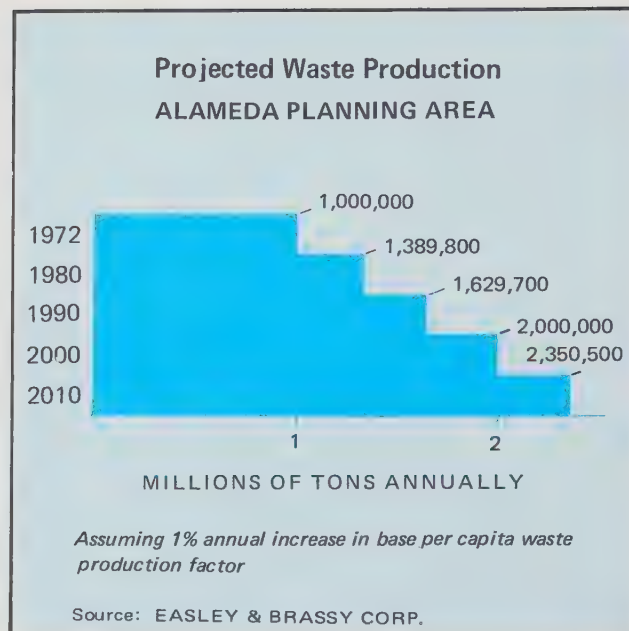 Projected Waste Production
ALAMEDA PLANNING AREA
1,000,000
1972
1,389,800
1980
1,629,700
1990
2,000,000
2000
2,350,500
2010
1
2
MILLIONS OF TONS ANNUALLY
Assuming 1% annual increase in base per capita waste
production factor
Source: EASLEY & BRASSY CORP.